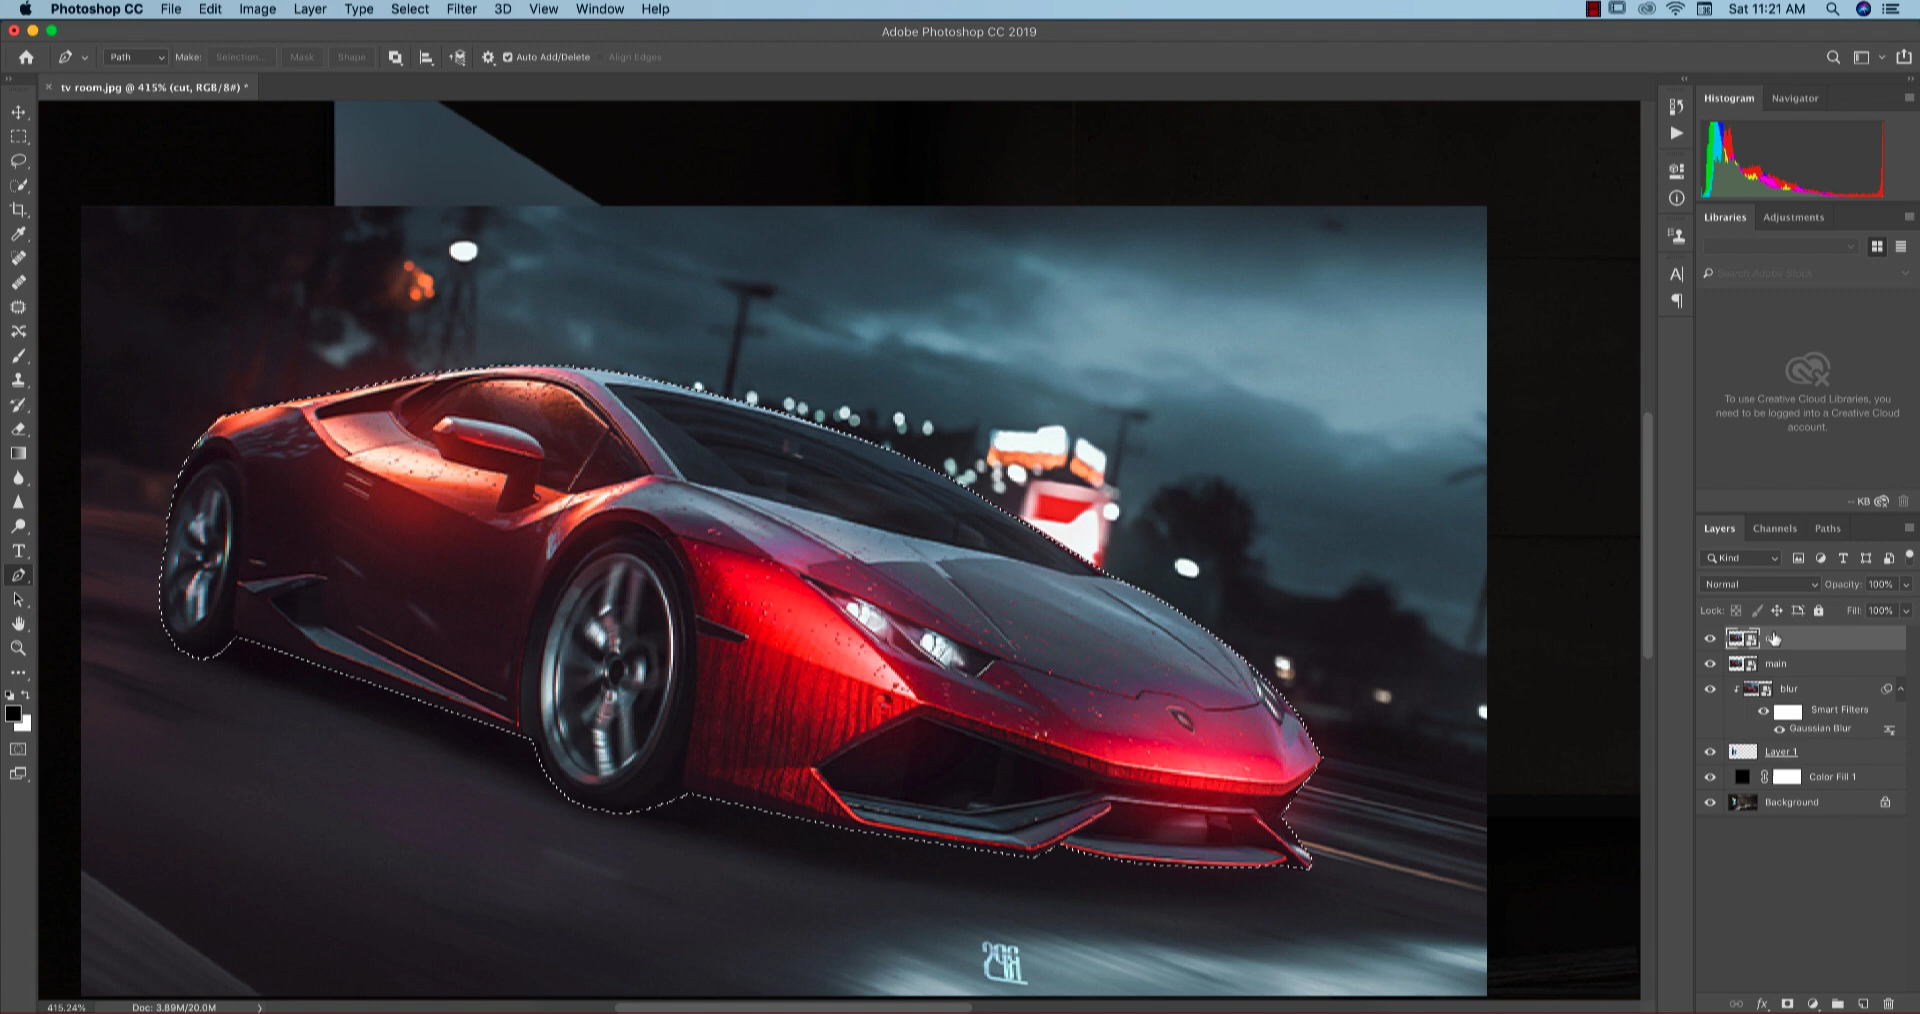 Photoshop CC File Edit Image Layer Type Select Filter 3D View Window Help Sat 11:21 AM
Adobe Photoshop CC 2019
Path Make: Selection... Mask Shape Auto Add/Delete Align Edges
tv room.jpg @ 415% (cut, RGB/8#) *
Histogram Navigator
Libraries Adjustments
Search Adobe Stock
To use Creative Cloud Libraries, you
need to be logged into a Creative Cloud
account.
-- KB
Layers Channels Paths
Kind
Normal Opacity: 100%
Lock: Fill: 100%
main
blur
Smart Filters
Gaussian Blur
Layer 1
Color Fill 1
Background
415.24% Doc: 3.89M/20.0M